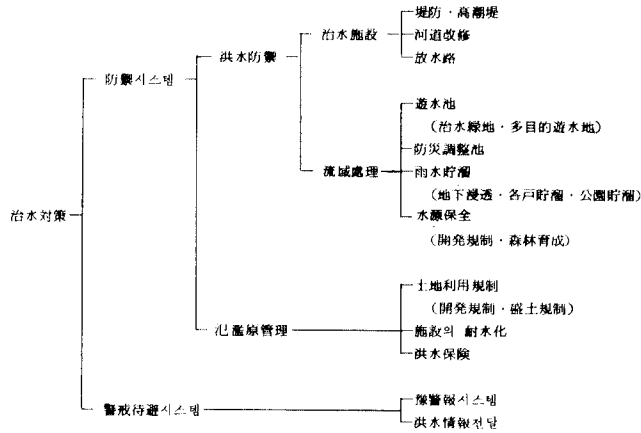 堤防·高潮堤
治水施設
河道改修
防禦시스템
洪水防禦
放水路
遊水池
(治水綠地·多目的遊水地)
防災調整池
流域處理
雨水貯溜
(地下浸透·各戸貯溜·公園貯溜)
治水対策
水源保全
(開発規制·森林育成)
土地利用規制
(開発規制·盛土規制)
氾濫原管理
施設의 耐水化
洪水保険
豫警報시스템
警戒待避시스템
洪水情報전달